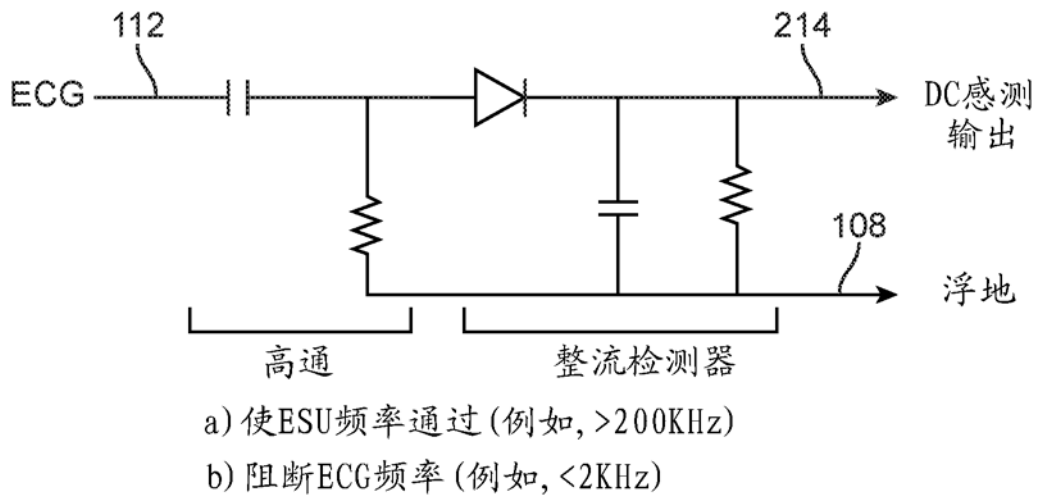 112
214
ECG
DC感测
输出
108
浮地
高通
整流检测器
a)使ESU频率通过(例如,>200KHz)
b)阻断ECG频率(例如,<2KHz)